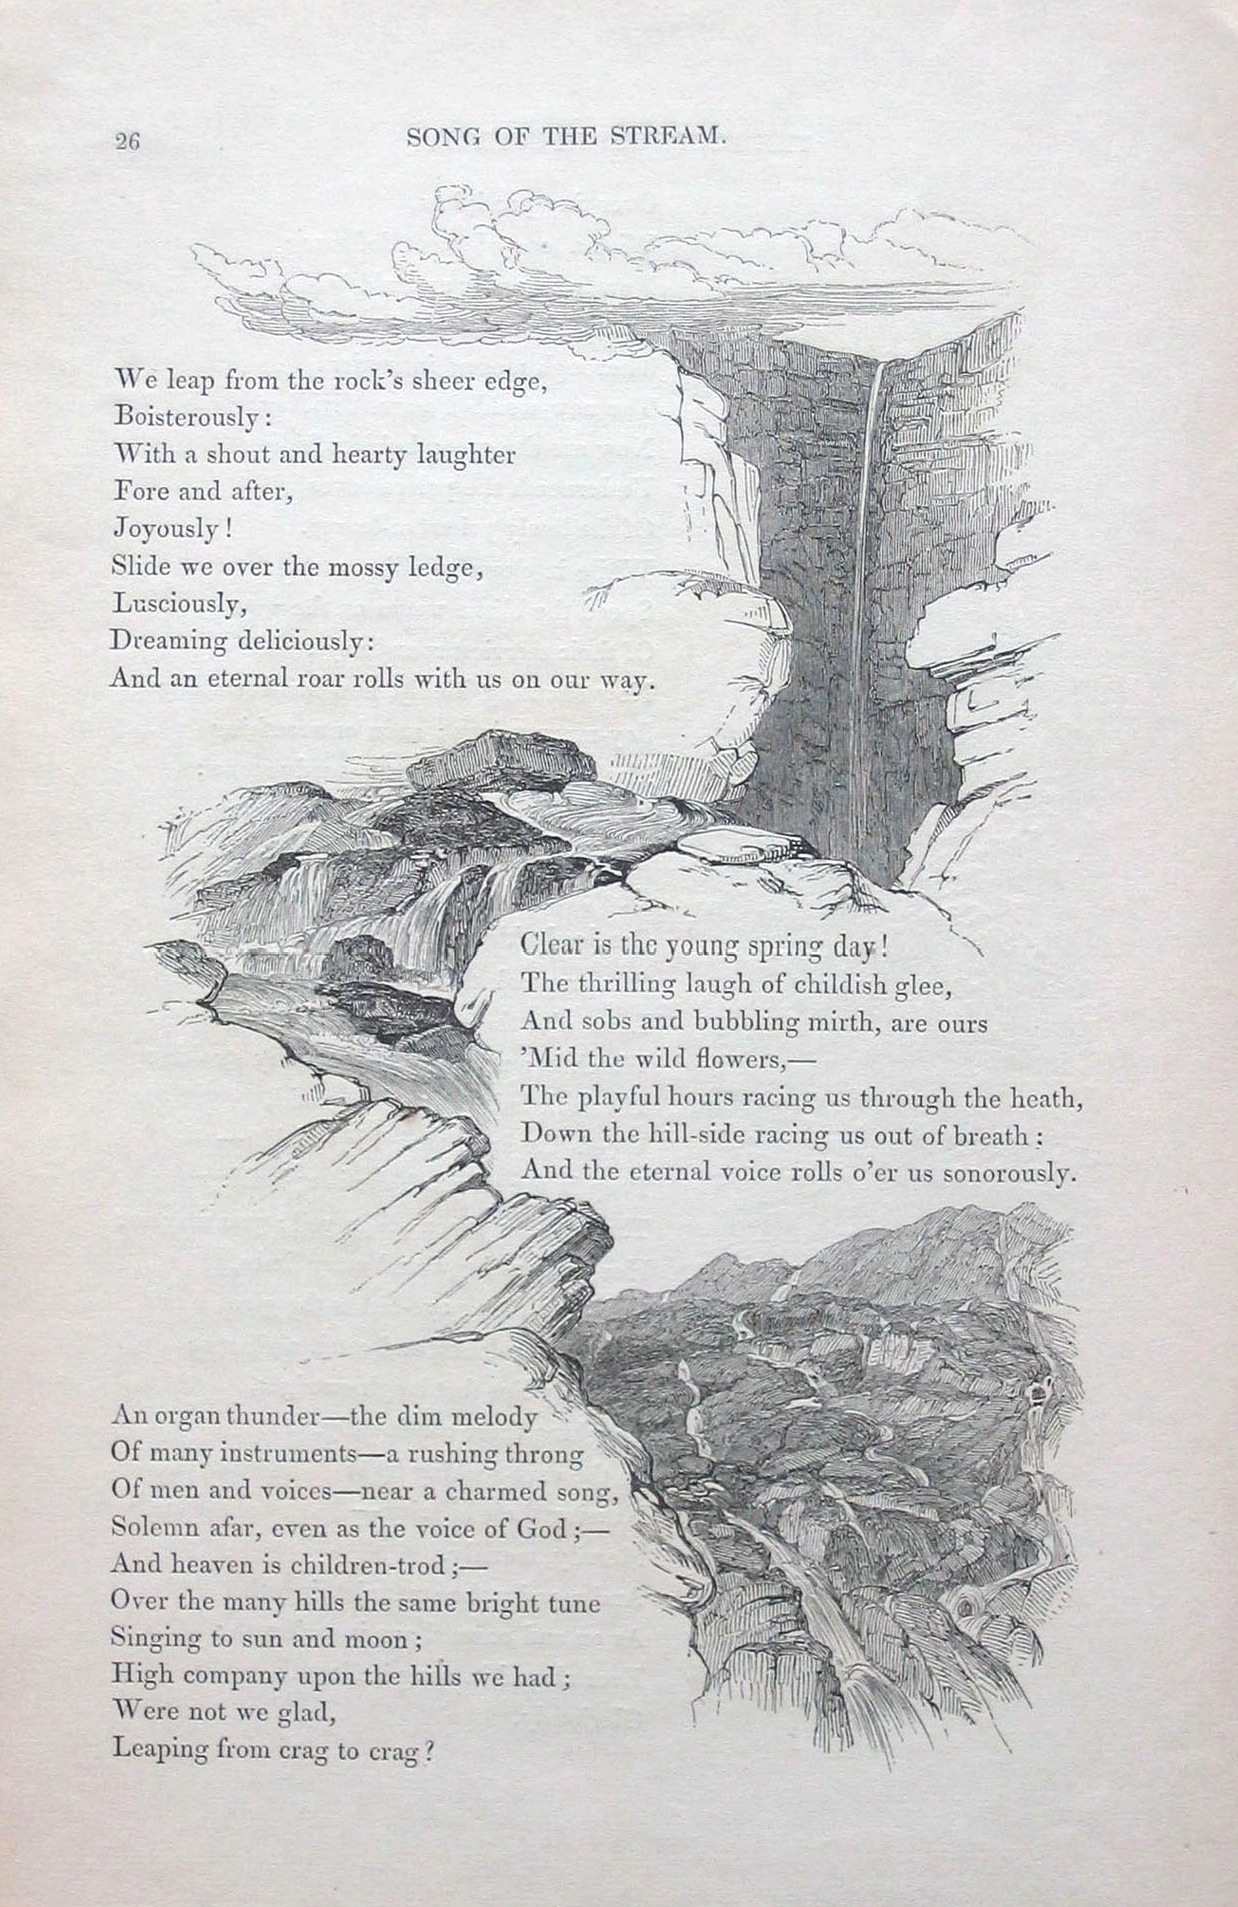 26
SONG OF THE STREAM.
We leap from the rock's sheer edge,
Boisterously:
With a shout and hearty laughter
Fore and after,
Joyously!
Slide we over the mossy ledge,
Lusciously,
Dreaming deliciously:
And an eternal roar rolls with us on our way.
Clear is the young spring day!
The thrilling laugh of childish glee,
And sobs and bubbling mirth, are ours
'Mid the wild flowers,—
The playful hours racing us through the heath,
Down the hill-side racing us out of breath:
And the eternal voice rolls o'er us sonorously.
An organ thunder—the dim melody
Of many instruments—a rushing throng
Of men and voices—near a charmed song,
Solemn afar, even as the voice of God;—
And heaven is children-trod;—
Over the many hills the same bright tune
Singing to sun and moon;
High company upon the hills we had;
Were not we glad,
Leaping from crag to crag?